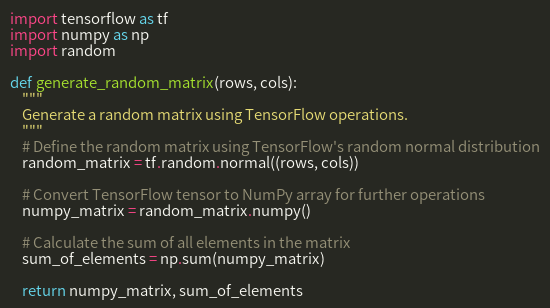 import tensorflow as tf
import numpy as np
import random

def generate_random_matrix(rows, cols):
    """
    Generate a random matrix using TensorFlow operations.
    """
    # Define the random matrix using TensorFlow's random normal distribution
    random_matrix = tf.random.normal((rows, cols))

    # Convert TensorFlow tensor to NumPy array for further operations
    numpy_matrix = random_matrix.numpy()

    # Calculate the sum of all elements in the matrix
    sum_of_elements = np.sum(numpy_matrix)

    return numpy_matrix, sum_of_elements